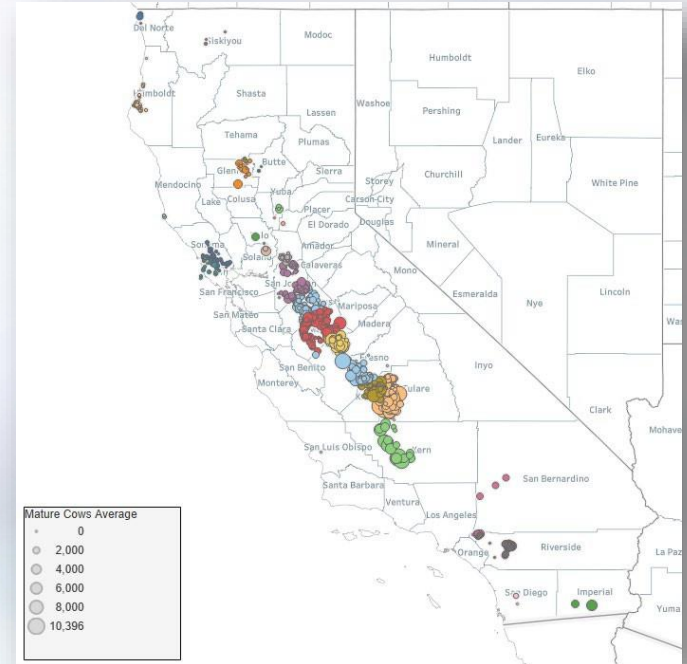 Del Norte
Siskiyou
Modoc
Humboldt
Elko
Humboldt
Shasta
Lassen
Washoe
Pershing
Lander
Eureka
Tehama
Plumas
Glen
Butte
Sierra
Churchill
White Pine
Mendocino
Lake
Colusa
Yuba
Placer
Storey
Carson City
Douglas
El Dorado
Amador
Mineral
Solano
Calaveras
Mono
Esmeralda
Nye
Lincoln
San Francisco
San Mateo
Santa Clara
Mariposa
Madera
San Benito
Fresno
Monterey
Inyo
Tulare
Clark
Mohave
San Luis Obispo
Kern
San Bernardino
Santa Barbara
Ventura
Los Angeles
Orange
Riverside
La Paz
San Diego
Imperial
Yuma
Mature Cows Average
0
2,000
4,000
6,000
8,000
10,396